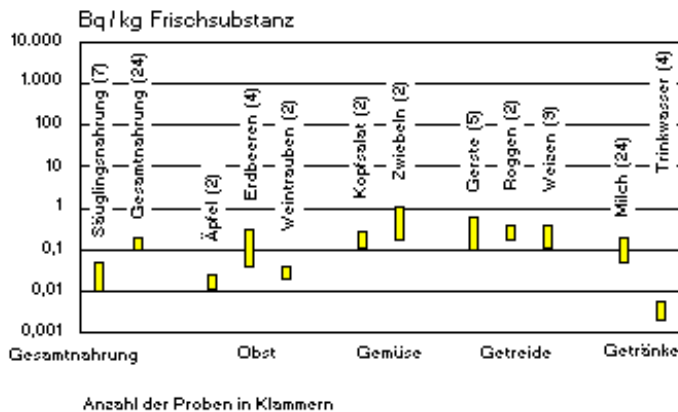 Bq/kg Frischsubstanz
10.000
1.000
100
10
1
0,1
0,01
0,001
Säuglingsnahrung (7)
Gesamtnahrung (24)
Äpfel (2)
Erdbeeren (4)
Weintrauben (2)
Kopfsalat (2)
Zwiebeln (2)
Gerste (5)
Roggen (2)
Weizen (3)
Milch (24)
Trinkwasser (4)
Gesamtnahrung
Obst
Gemüse
Getreide
Getränke
Anzahl der Proben in Klammern